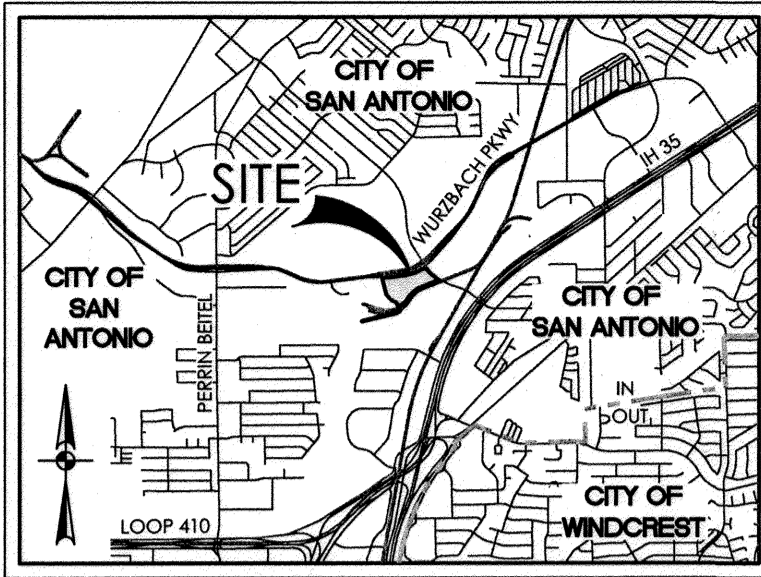 CITY OF
SAN ANTONIO
SITE
WURZBACH PKWY
IH 35
CITY OF
SAN
ANTONIO
PERRIN BEITEL
CITY OF
SAN ANTONIO
IN
OUT
CITY OF
WINDCREST
LOOP 410